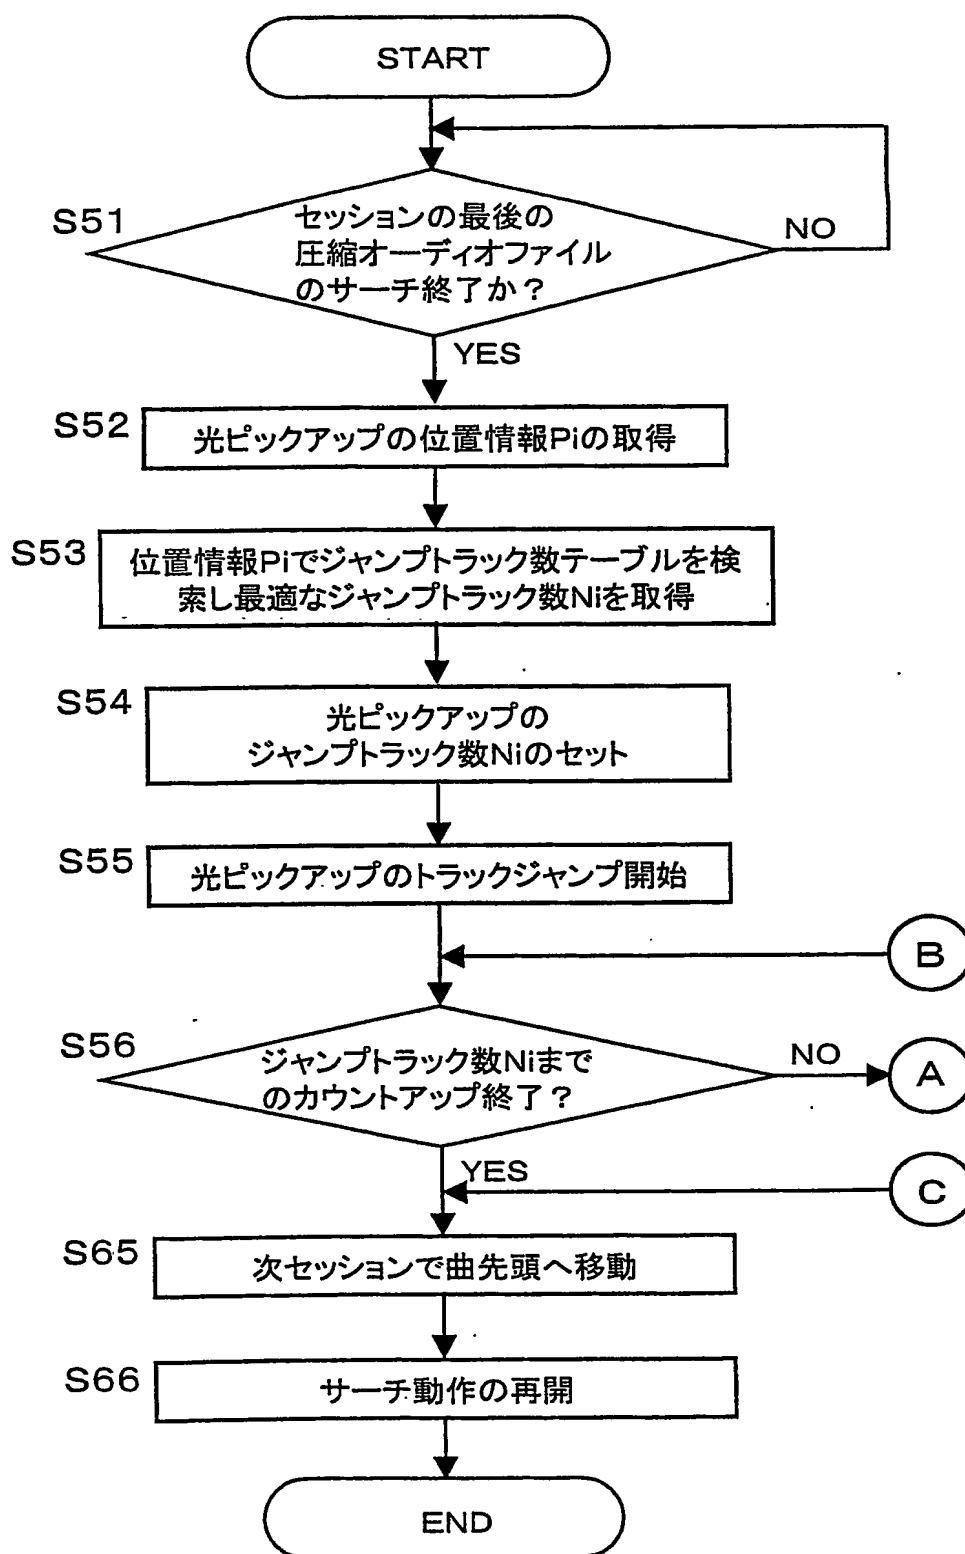 START
S51
セッションの最後の
圧縮オーディオファイル
のサーチ終了か？
NO
YES
S52
光ピックアップの位置情報Piの取得
S53
位置情報Piでジャンプトラック数テーブルを検
索し最適なジャンプトラック数Niを取得
S54
光ピックアップの
ジャンプトラック数Niのセット
S55
光ピックアップのトラックジャンプ開始
B
S56
ジャンプトラック数Niまで
のカウントアップ終了？
NO
A
YES
C
S65
次セッションで曲先頭へ移動
S66
サーチ動作の再開
END